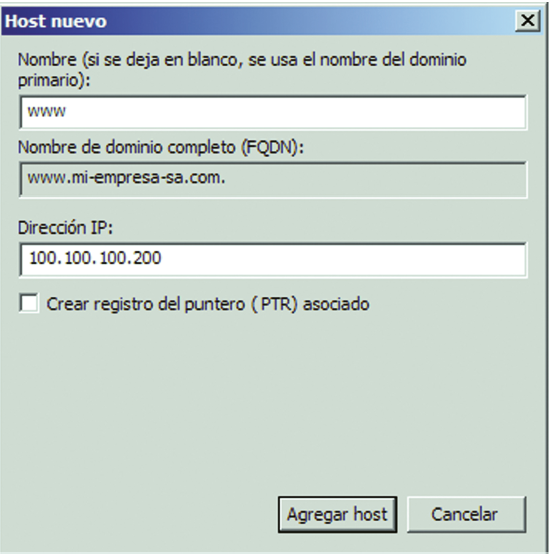 Host nuevo
Nombre (si se deja en blanco, se usa el nombre del dominio
primario):
www
Nombre de dominio completo (FQDN):
www.mi-empresa-sa.com.
Dirección IP:
100.100.100.200
Crear registro del puntero ( PTR) asociado
Agregar host Cancelar